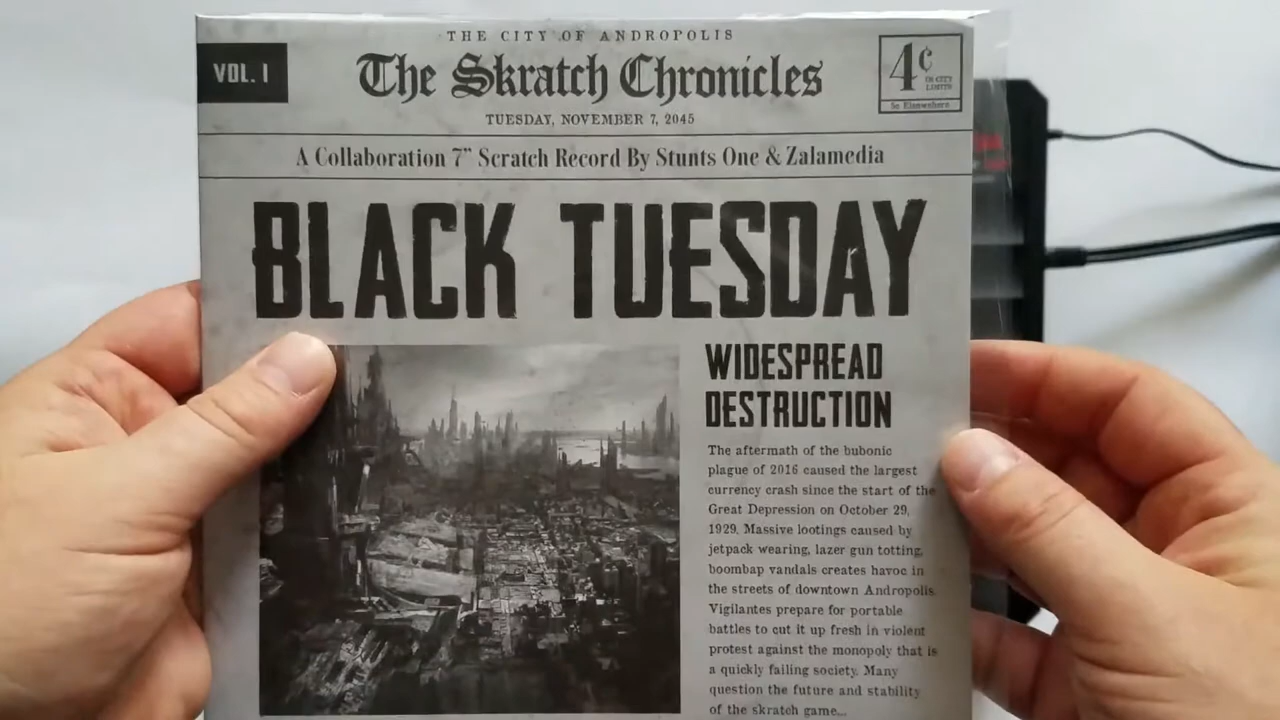 THE CITY OF ANDROPOLIS
VOL. I
The Skratch Chronicles
4¢
IN CITY
LIMITS
5c Elsewhere
TUESDAY, NOVEMBER 7, 2045
A Collaboration 7" Scratch Record By Stunts One & Zalamedia
BLACK TUESDAY
WIDESPREAD
DESTRUCTION
The aftermath of the bubonic
plague of 2016 caused the largest
currency crash since the start of the
Great Depression on October 29,
1929. Massive lootings caused by
jetpack wearing, lazer gun totting,
boombap vandals creates havoc in
the streets of downtown Andropolis.
Vigilantes prepare for portable
battles to cut it up fresh in violent
protest against the monopoly that is
a quickly failing society. Many
question the future and stability
of the skratch game...